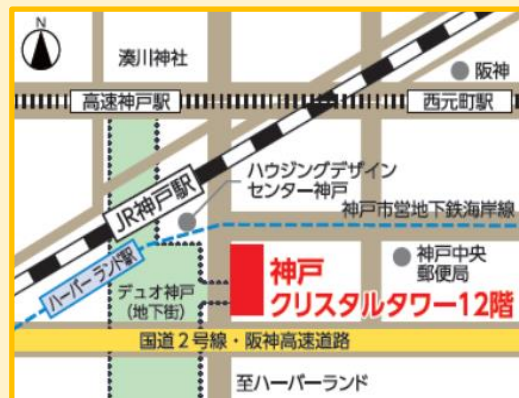 N
湊川神社
阪神
高速神戸駅
西元町駅
ハウジングデザイン
センター神戸
JR神戸駅
神戸市営地下鉄海岸線
ハーバーランド駅
デュオ神戸
(地下街)
神戸
クリスタルタワー12階
神戸中央
郵便局
国道2号線・阪神高速道路
至ハーバーランド